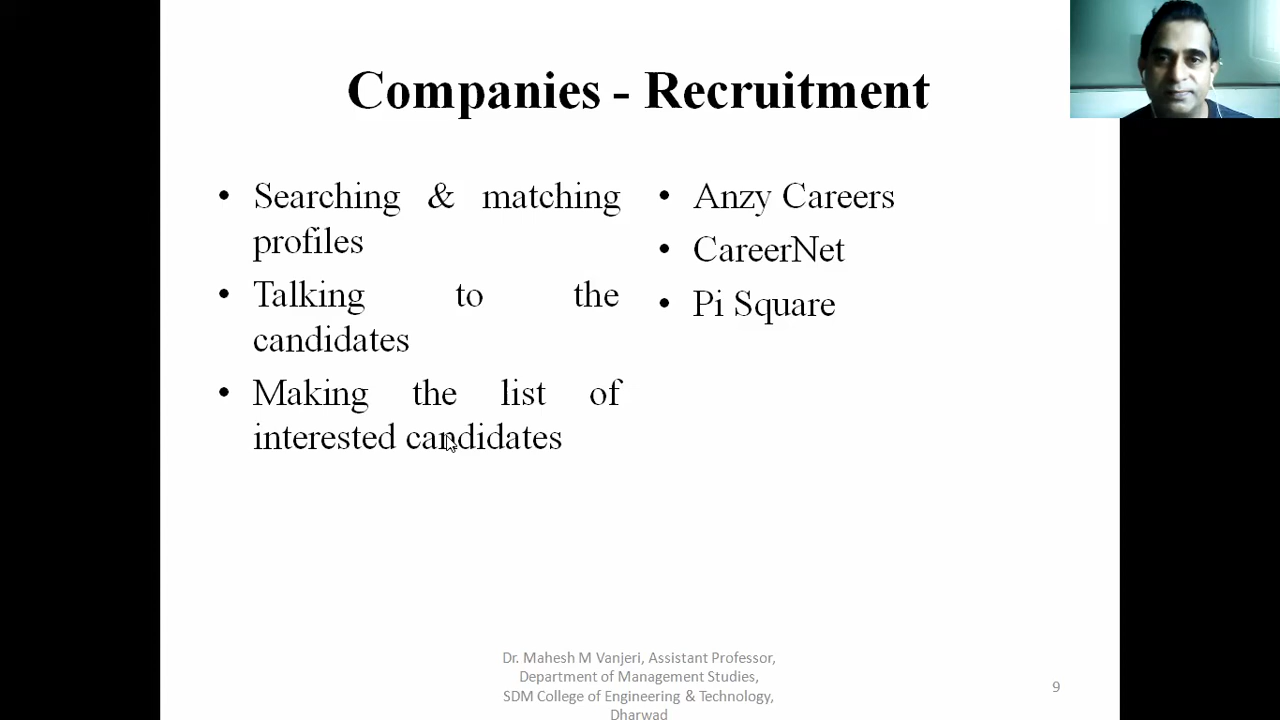 Companies - Recruitment
• Searching & matching
profiles
• Talking to the
candidates
• Making the list of
interested candidates
• Anzy Careers
• CareerNet
• Pi Square
Dr. Mahesh M Vanjeri, Assistant Professor,
Department of Management Studies,
SDM College of Engineering & Technology,
Dharwad
9